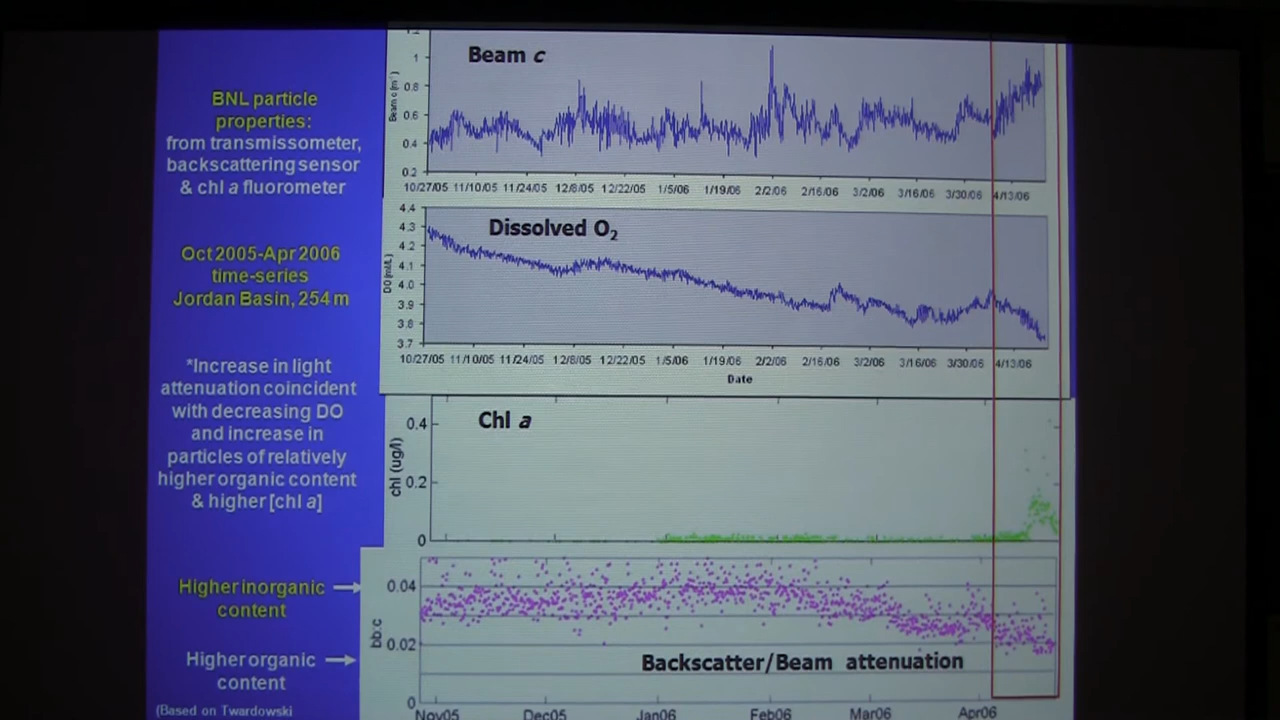 BNL particle
properties:
from transmissometer,
backscattering sensor
& chl a fluorometer
Oct 2005-Apr 2006
time-series
Jordan Basin, 254 m
*Increase in light
attenuation coincident
with decreasing DO
and increase in
particles of relatively
higher organic content
& higher [chl a]
Higher inorganic
content
Higher organic
content
(Based on Twardowski
Beam c
Beam c (m⁻¹)
1
0.8
0.6
0.4
0.2
10/27/05 11/10/05 11/24/05 12/8/05 12/22/05 1/5/06 1/19/06 2/2/06 2/16/06 3/2/06 3/16/06 3/30/06 4/13/06
Dissolved O₂
DO (ml/L)
4.4
4.3
4.2
4.1
4.0
3.9
3.8
3.7
10/27/05 11/10/05 11/24/05 12/8/05 12/22/05 1/5/06 1/19/06 2/2/06 2/16/06 3/2/06 3/16/06 3/30/06 4/13/06
Date
Chl a
chl (ug/l)
0.4
0.2
0
bb:c
0.04
0.02
0
Backscatter/Beam attenuation
Nov05 Dec05 Jan06 Feb06 Mar06 Apr06